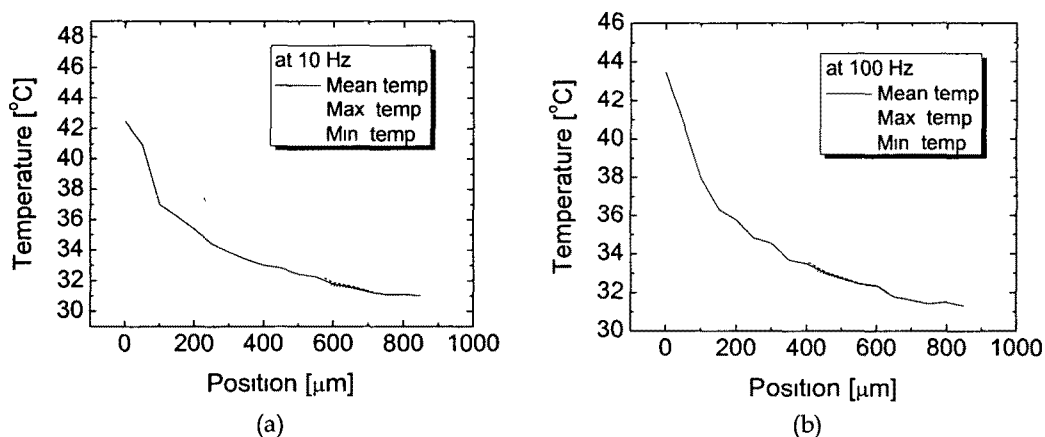 48
46
44
42
40
38
36
34
32
30
Temperature [°C]
at 10 Hz
Mean temp
Max temp
Min temp
0 200 400 600 800 1000
Position [µm]
(a)
46
44
42
40
38
36
34
32
30
Temperature [°C]
at 100 Hz
Mean temp
Max temp
Min temp
0 200 400 600 800 1000
Position [µm]
(b)